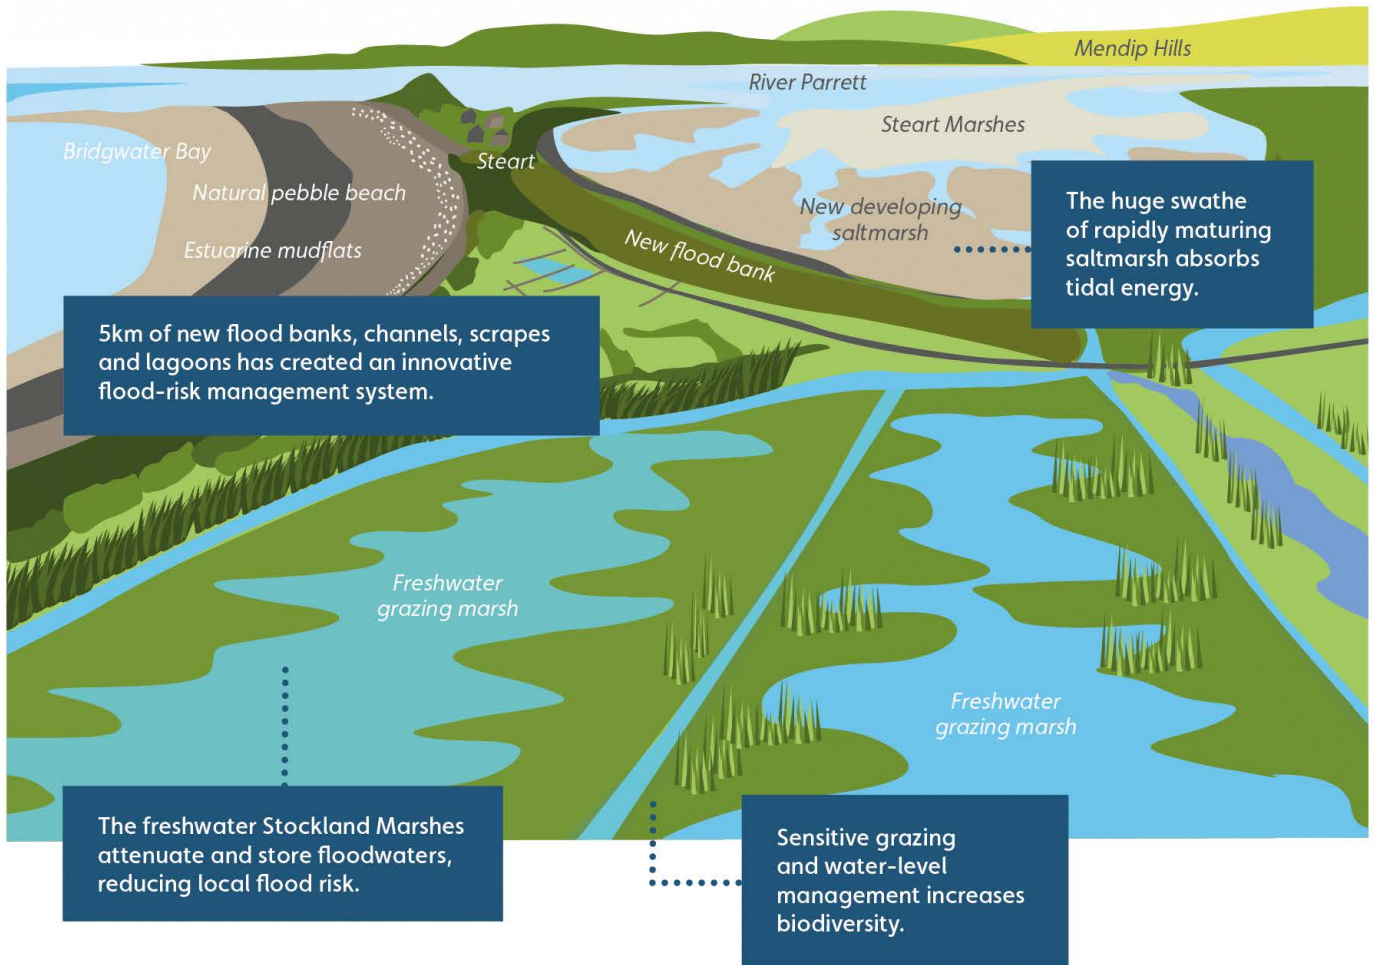 Mendip Hills
River Parrett
Steart Marshes
Bridgwater Bay
Steart
Natural pebble beach
New developing
saltmarsh
Estuarine mudflats
New flood bank
The huge swathe
of rapidly maturing
saltmarsh absorbs
tidal energy.
5km of new flood banks, channels, scrapes
and lagoons has created an innovative
flood-risk management system.
Freshwater
grazing marsh
Freshwater
grazing marsh
The freshwater Stockland Marshes
attenuate and store floodwaters,
reducing local flood risk.
Sensitive grazing
and water-level
management increases
biodiversity.